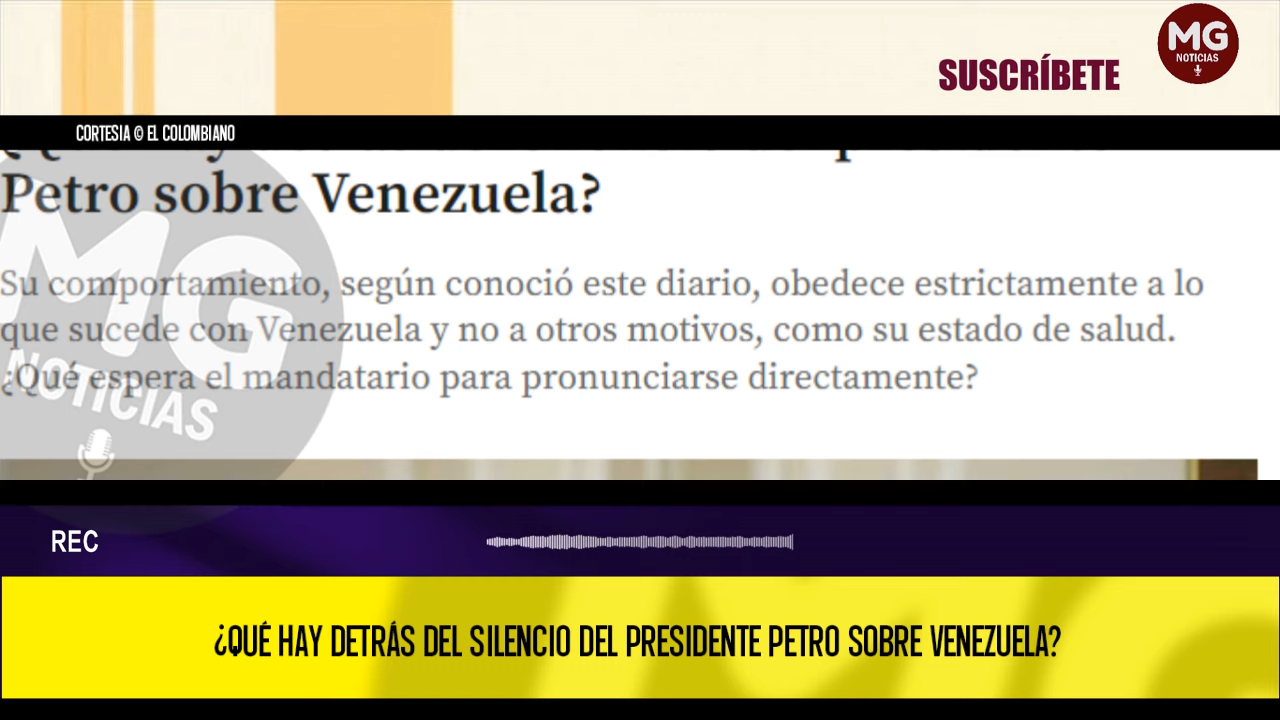 SUSCRÍBETE
MG
NOTICIAS
CORTESIA © EL COLOMBIANO
Petro sobre Venezuela?
Su comportamiento, según conoció este diario, obedece estrictamente a lo
que sucede con Venezuela y no a otros motivos, como su estado de salud.
¿Qué espera el mandatario para pronunciarse directamente?
MG
NOTICIAS
REC
¿QUÉ HAY DETRÁS DEL SILENCIO DEL PRESIDENTE PETRO SOBRE VENEZUELA?